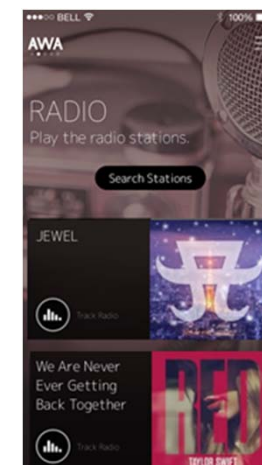 ●●●○○ BELL 100%
AWA
RADIO
Play the radio stations.
Search Stations
JEWEL
Track Radio
We Are Never
Ever Getting
Back Together
Track Radio
RED
TAYLOR SWIFT